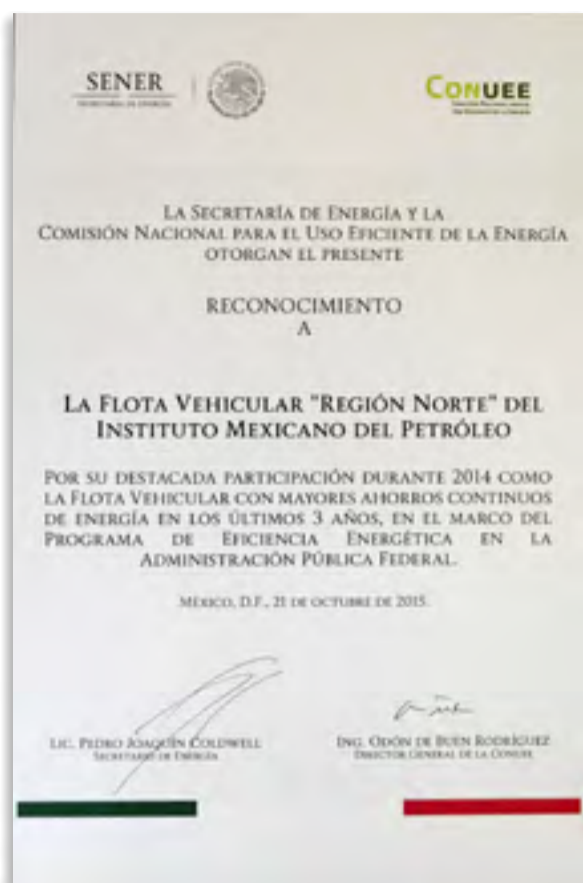 SENER
SECRETARÍA DE ENERGÍA
CONUEE
LA SECRETARÍA DE ENERGÍA Y LA
COMISIÓN NACIONAL PARA EL USO EFICIENTE DE LA ENERGÍA
OTORGAN EL PRESENTE
RECONOCIMIENTO
A
LA FLOTA VEHICULAR "REGIÓN NORTE" DEL
INSTITUTO MEXICANO DEL PETRÓLEO
POR SU DESTACADA PARTICIPACIÓN DURANTE 2014 COMO
LA FLOTA VEHICULAR CON MAYORES AHORROS CONTINUOS
DE ENERGÍA EN LOS ÚLTIMOS 3 AÑOS, EN EL MARCO DEL
PROGRAMA DE EFICIENCIA ENERGÉTICA EN LA
ADMINISTRACIÓN PÚBLICA FEDERAL.
MÉXICO, D.F., 21 DE OCTUBRE DE 2015.
LIC. PEDRO JOAQUÍN COLDWELL
SECRETARIO DE ENERGÍA
ING. ODÓN DE BUEN RODRÍGUEZ
DIRECTOR GENERAL DE LA CONUEE